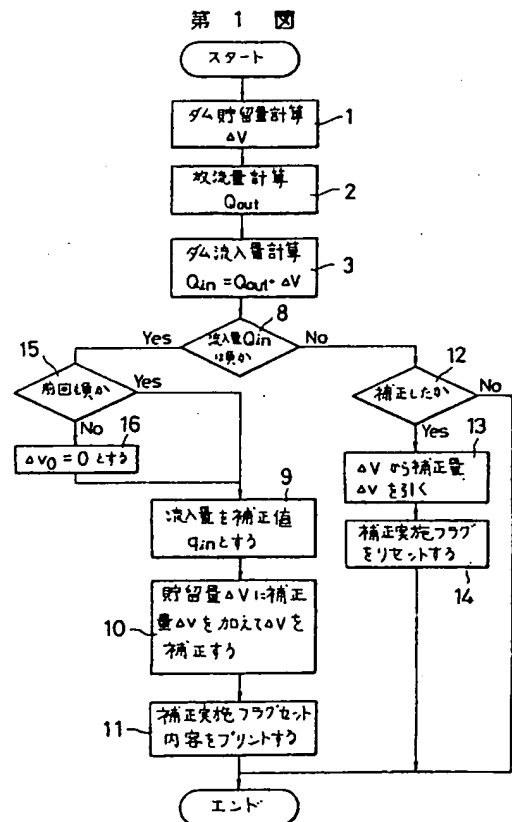 第 1 図
スタート
ダム貯留量計算
ΔV
1
放流量計算
Qout
2
ダム流入量計算
Qin = Qout・ΔV
3
流入量Qin
は負か
8
Yes
No
前回も負か
15
Yes
No
ΔV0 = 0 とする
16
補正したか
12
No
Yes
ΔV から補正量
ΔV を引く
13
補正実施フラグ
をリセットする
14
流入量を補正値
qinとする
9
貯留量ΔVに補正
量ΔVを加えてΔVを
補正する
10
補正実施フラグセット
内容をプリントする
11
エンド